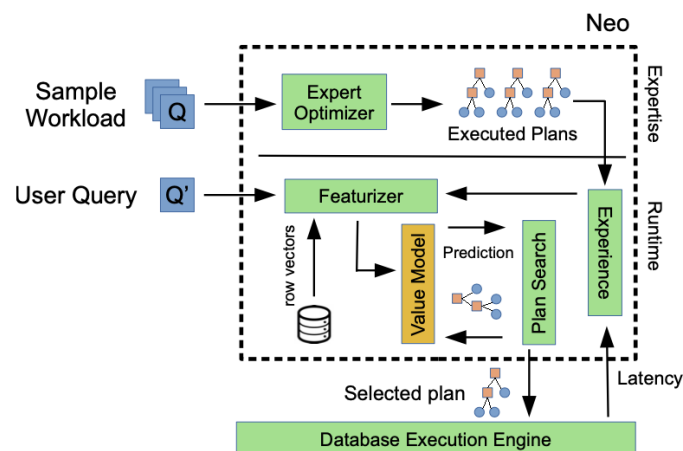 Neo
Sample
Workload
Q
Expert
Optimizer
Executed Plans
Expertise
User Query
Q'
Featurizer
row vectors
Value Model
Prediction
Plan Search
Experience
Runtime
Selected plan
Latency
Database Execution Engine